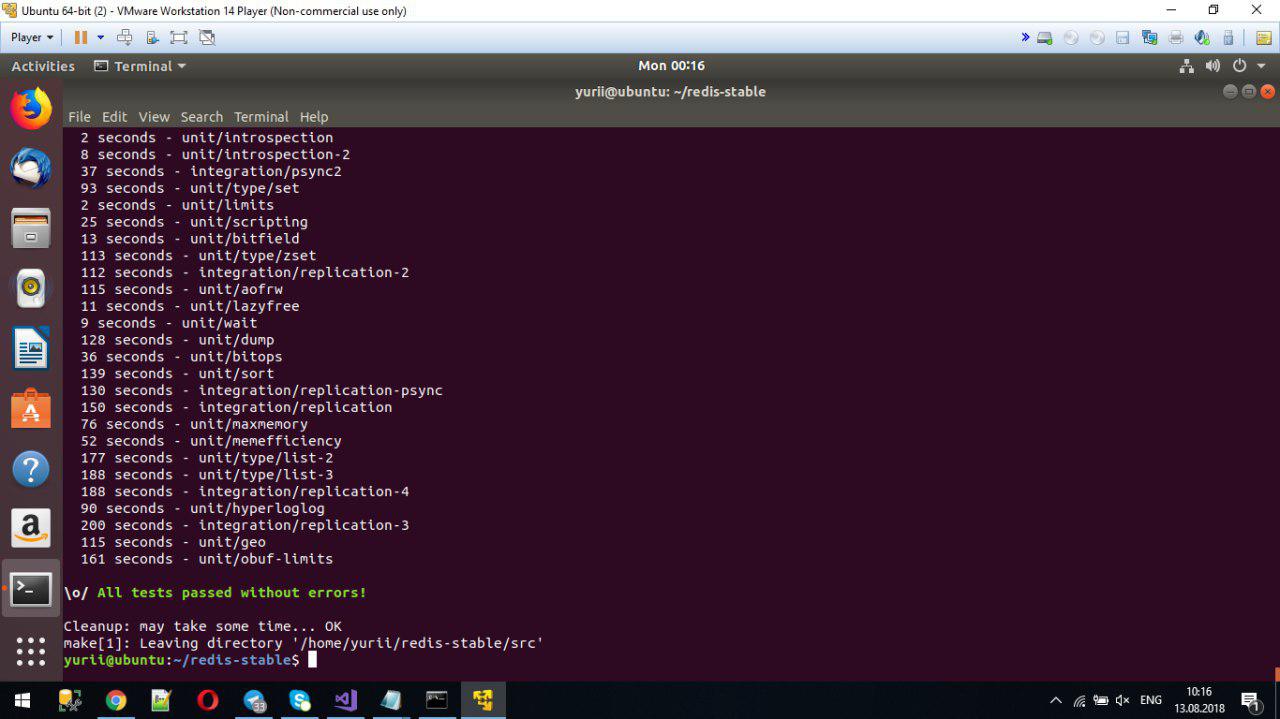 Ubuntu 64-bit (2) - VMware Workstation 14 Player (Non-commercial use only)
Player
Activities Terminal Mon 00:16
yurii@ubuntu: ~/redis-stable
File Edit View Search Terminal Help
2 seconds - unit/introspection
8 seconds - unit/introspection-2
37 seconds - integration/psync2
93 seconds - unit/type/set
2 seconds - unit/limits
25 seconds - unit/scripting
13 seconds - unit/bitfield
113 seconds - unit/type/zset
112 seconds - integration/replication-2
115 seconds - unit/aofrw
11 seconds - unit/lazyfree
9 seconds - unit/wait
128 seconds - unit/dump
36 seconds - unit/bitops
139 seconds - unit/sort
130 seconds - integration/replication-psync
150 seconds - integration/replication
76 seconds - unit/maxmemory
52 seconds - unit/memefficiency
177 seconds - unit/type/list-2
188 seconds - unit/type/list-3
188 seconds - integration/replication-4
90 seconds - unit/hyperloglog
200 seconds - integration/replication-3
115 seconds - unit/geo
161 seconds - unit/obuf-limits
\o/ All tests passed without errors!
Cleanup: may take some time... OK
make[1]: Leaving directory '/home/yurii/redis-stable/src'
yurii@ubuntu:~/redis-stable$
33
ENG
10:16
13.08.2018
1